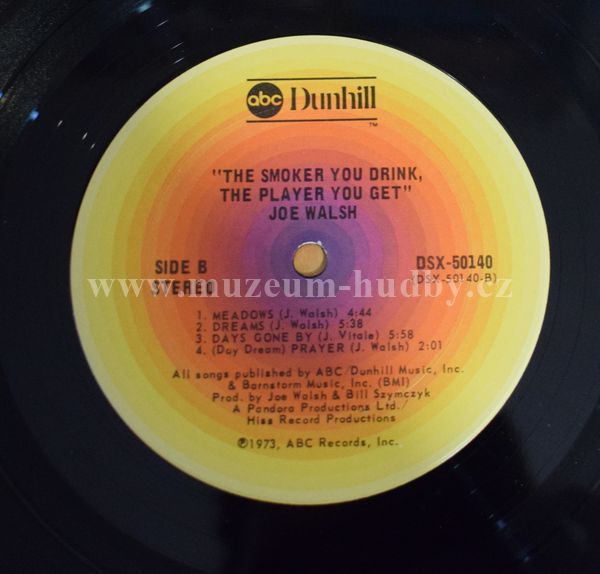 abc Dunhill
™
"THE SMOKER YOU DRINK,
THE PLAYER YOU GET"
JOE WALSH
SIDE B
STEREO
DSX-50140
(DSX-50140-B)
www.muzeum-hudby.cz
1. MEADOWS (J. Walsh) 4:44
2. DREAMS (J. Walsh) 5:38
3. DAYS GONE BY (J. Vitale) 5:58
4. (Day Dream) PRAYER (J. Walsh) 2:01
All songs published by ABC/Dunhill Music, Inc.
& Barnstorm Music, Inc. (BMI)
Prod. by Joe Walsh & Bill Szymczyk
A Pandora Productions Ltd./
Hiss Record Productions
℗1973, ABC Records, Inc.